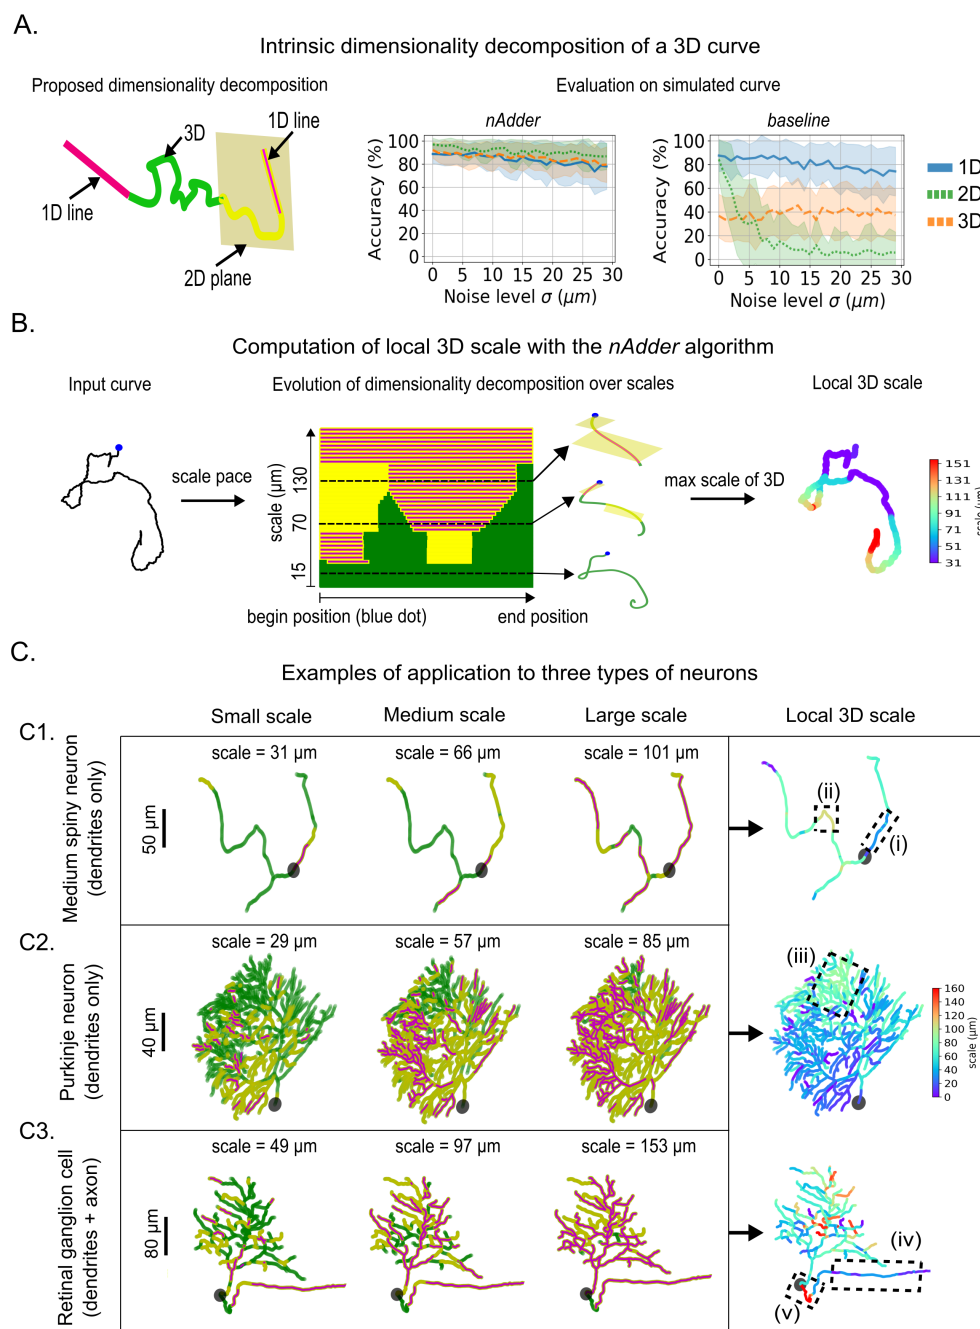 A.
Intrinsic dimensionality decomposition of a 3D curve
Proposed dimensionality decomposition
Evaluation on simulated curve
1D line
3D
1D line
2D plane
nAdder
Accuracy (%)
100
80
60
40
20
0
0 5 10 15 20 25 30
Noise level σ (μm)
baseline
Accuracy (%)
100
80
60
40
20
0
0 5 10 15 20 25 30
Noise level σ (μm)
1D
2D
3D
B.
Computation of local 3D scale with the nAdder algorithm
Input curve
Evolution of dimensionality decomposition over scales
Local 3D scale
scale pace
scale (μm)
130
70
15
begin position (blue dot)
end position
max scale of 3D
151
131
111
91
71
51
31
scale (μm)
C.
Examples of application to three types of neurons
Small scale
Medium scale
Large scale
Local 3D scale
C1.
Medium spiny neuron
(dendrites only)
50 μm
scale = 31 μm
scale = 66 μm
scale = 101 μm
(ii)
(i)
C2.
Purkinje neuron
(dendrites only)
40 μm
scale = 29 μm
scale = 57 μm
scale = 85 μm
(iii)
160
140
120
100
80
60
40
20
0
scale (μm)
C3.
Retinal ganglion cell
(dendrites + axon)
80 μm
scale = 49 μm
scale = 97 μm
scale = 153 μm
(iv)
(v)